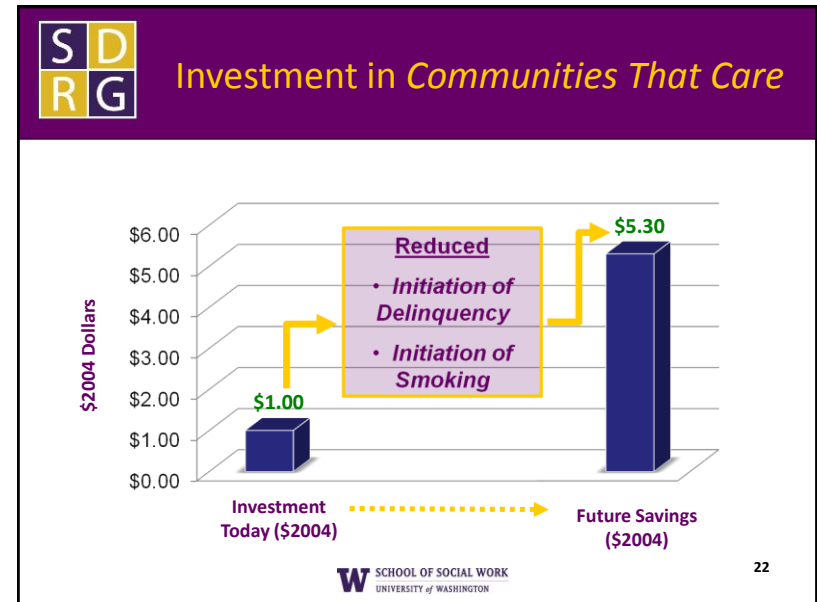 S D
R G
Investment in Communities That Care
$6.00
$5.00
$4.00
$3.00
$2.00
$1.00
$0.00
$2004 Dollars
$1.00
Reduced
• Initiation of
Delinquency
• Initiation of
Smoking
$5.30
Investment
Today ($2004)
Future Savings
($2004)
W SCHOOL OF SOCIAL WORK
UNIVERSITY of WASHINGTON
22